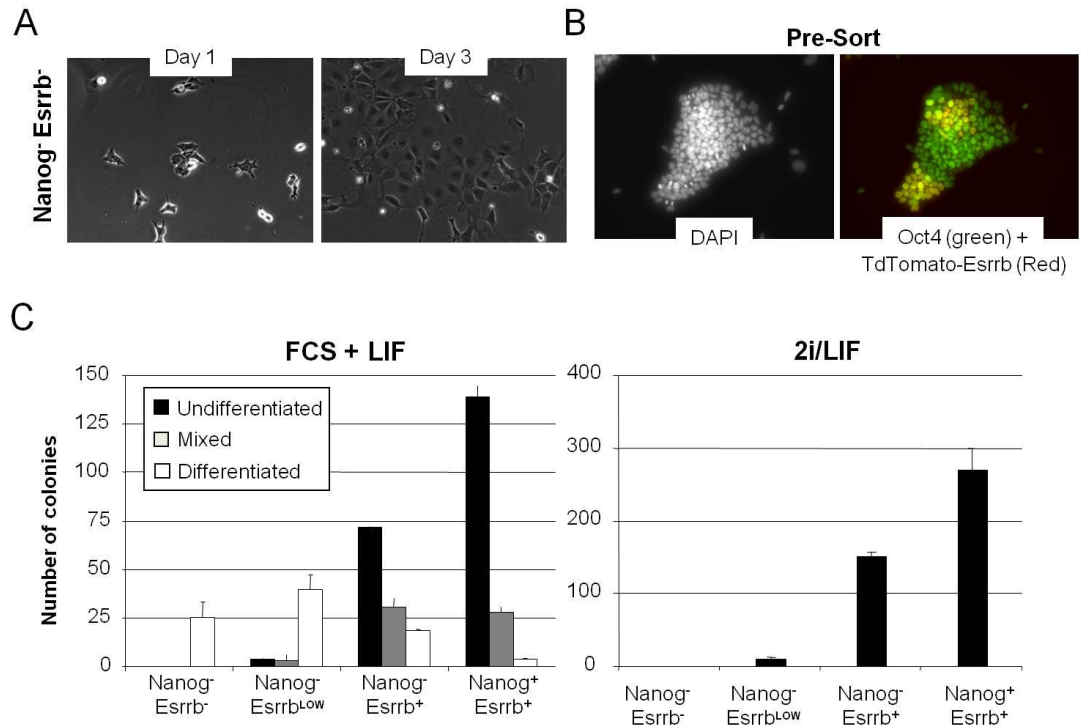 A
Nanog⁻ Esrrb⁻
Day 1
Day 3
B
Pre-Sort
DAPI
Oct4 (green) +
TdTomato-Esrrb (Red)
C
FCS + LIF
Number of colonies
150
125
100
75
50
25
0
Undifferentiated
Mixed
Differentiated
Nanog⁻
Esrrb⁻
Nanog⁻
Esrrbᴸᴼᵂ
Nanog⁻
Esrrb⁺
Nanog⁺
Esrrb⁺
2i/LIF
400
300
200
100
0
Nanog⁻
Esrrb⁻
Nanog⁻
Esrrbᴸᴼᵂ
Nanog⁻
Esrrb⁺
Nanog⁺
Esrrb⁺